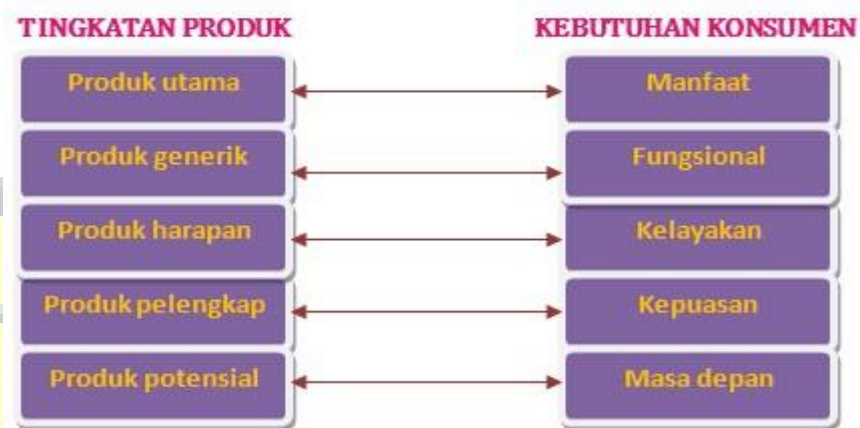 TINGKATAN PRODUK KEBUTUHAN KONSUMEN
Produk utama Manfaat
Produk generik Fungsional
Produk harapan Kelayakan
Produk pelengkap Kepuasan
Produk potensial Masa depan